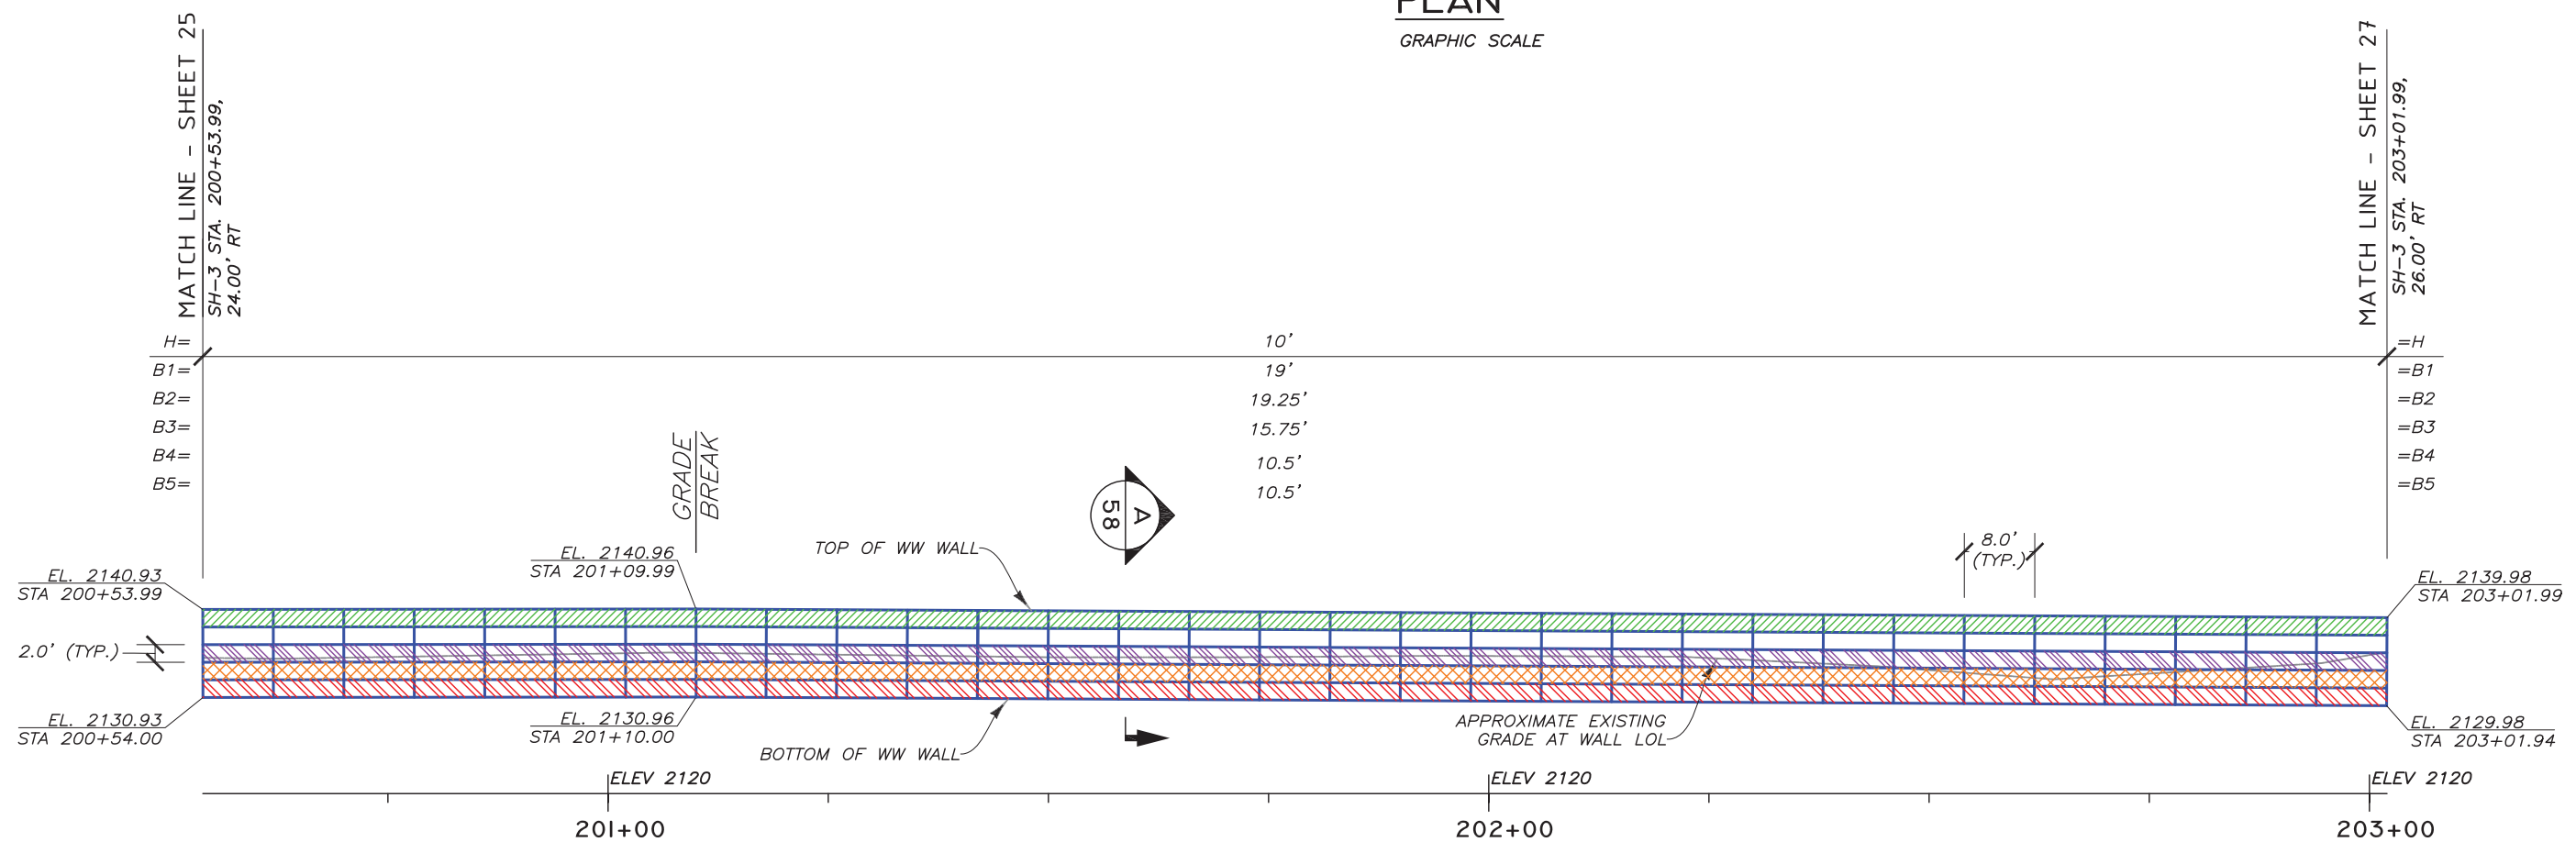 PLAN
GRAPHIC SCALE
MATCH LINE - SHEET 25
SH-3 STA. 200+53.99,
24.00' RT
MATCH LINE - SHEET 27
SH-3 STA. 203+01.99,
26.00' RT
H= 10' =H
B1= 19' =B1
B2= 19.25' =B2
B3= 15.75' =B3
B4= 10.5' =B4
B5= 10.5' =B5
GRADE
BREAK
A
58
TOP OF WW WALL
8.0'
(TYP.)
EL. 2140.96
STA 201+09.99
EL. 2140.93
STA 200+53.99
EL. 2139.98
STA 203+01.99
2.0' (TYP.)
EL. 2130.93
STA 200+54.00
EL. 2130.96
STA 201+10.00
BOTTOM OF WW WALL
APPROXIMATE EXISTING
GRADE AT WALL LOL
EL. 2129.98
STA 203+01.94
ELEV 2120
ELEV 2120
ELEV 2120
201+00
202+00
203+00